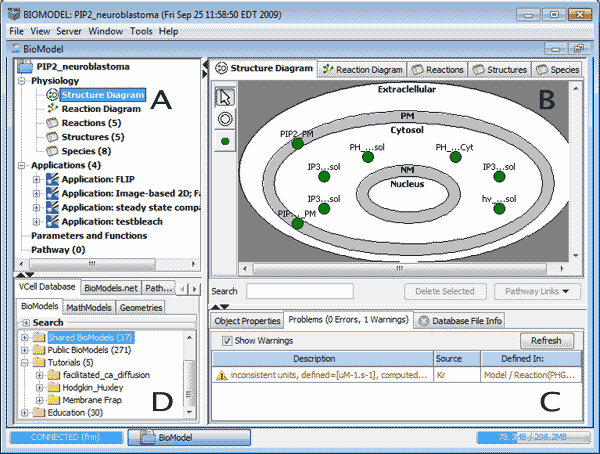 BIOMODEL: PIP2_neuroblastoma (Fri Sep 25 11:58:50 EDT 2009)
File View Server Window Tools Help
BioModel
PIP2_neuroblastoma
Physiology
Structure Diagram
Reaction Diagram
Reactions (5)
Structures (5)
Species (8)
Applications (4)
Application: FLIP
Application: Image-based 2D; Fa
Application: steady state compa
Application: testbleach
Parameters and Functions
Pathway (0)
A
Structure Diagram Reaction Diagram Reactions Structures Species
Extraclellular
B
PM
Cytosol
PIP2_PM
PH_...sol
PH_...Cyt
IP3...sol
NM
IP3...sol
Nucleus
IP3...sol
hv_...sol
PIP..._PM
Search
Delete Selected
Pathway Links
VCell Database BioModels.net Path...
BioModels MathModels Geometries
Search
Shared BioModels (37)
Public BioModels (271)
Tutorials (5)
facilitated_ca_diffusion
Hodgkin_Huxley
Membrane Frap
Education (30)
D
Object Properties Problems (0 Errors, 1 Warnings) Database File Info
Show Warnings
Refresh
Description Source Defined In:
inconsistent units, defined=[uM-1.s-1], computed... Kr Model / Reaction(PHG...
C
CONNECTED (frm)
BioModel
78.3MB / 208.2MB